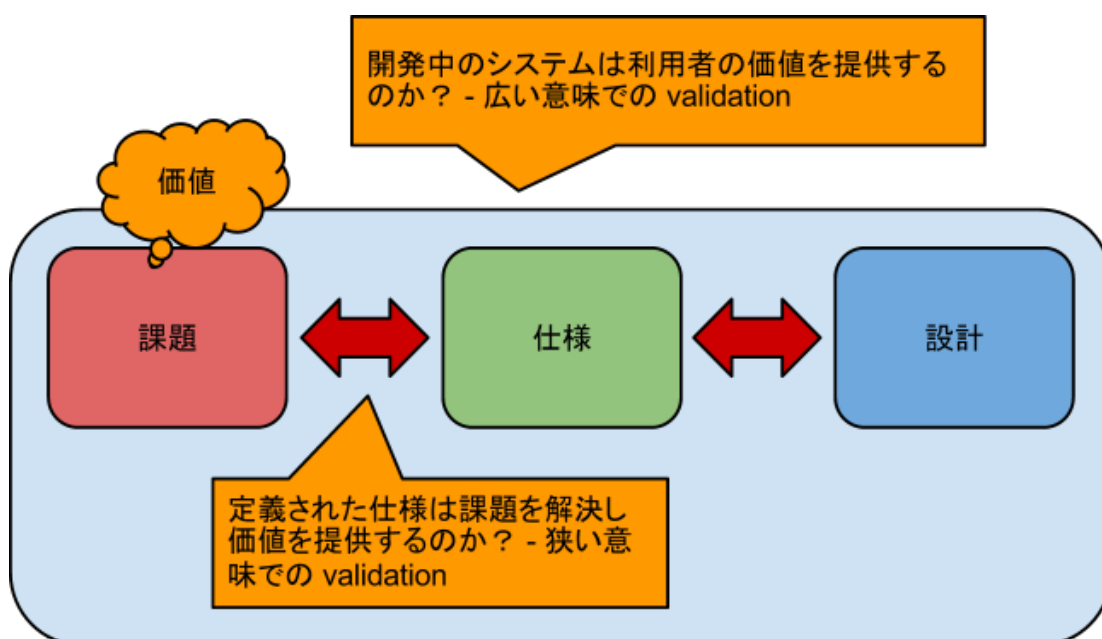 開発中のシステムは利用者の価値を提供する
のか？ - 広い意味での validation
価値
課題
仕様
設計
定義された仕様は課題を解決し
価値を提供するのか？ - 狭い意
味での validation